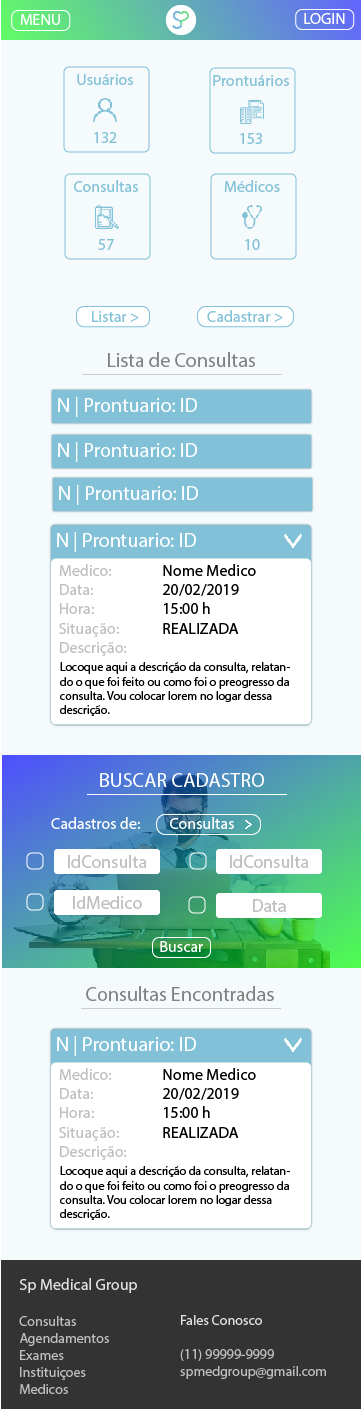 MENU
SP
LOGIN
Usuários
132
Prontuários
153
Consultas
57
Médicos
10
Listar >
Cadastrar >
Lista de Consultas
N | Prontuario: ID
N | Prontuario: ID
N | Prontuario: ID
N | Prontuario: ID
Medico: Nome Medico
Data: 20/02/2019
Hora: 15:00 h
Situação: REALIZADA
Descrição:
Locoque aqui a descrição da consulta, relatan-
do o que foi feito ou como foi o preogresso da
consulta. Vou colocar lorem no logar dessa
descrição.
BUSCAR CADASTRO
Cadastros de: Consultas >
IdConsulta IdConsulta
IdMedico Data
Buscar
Consultas Encontradas
N | Prontuario: ID
Medico: Nome Medico
Data: 20/02/2019
Hora: 15:00 h
Situação: REALIZADA
Descrição:
Locoque aqui a descrição da consulta, relatan-
do o que foi feito ou como foi o preogresso da
consulta. Vou colocar lorem no logar dessa
descrição.
Sp Medical Group
Consultas
Agendamentos
Exames
Instituiçoes
Medicos
Fales Conosco
(11) 99999-9999
spmedgroup@gmail.com